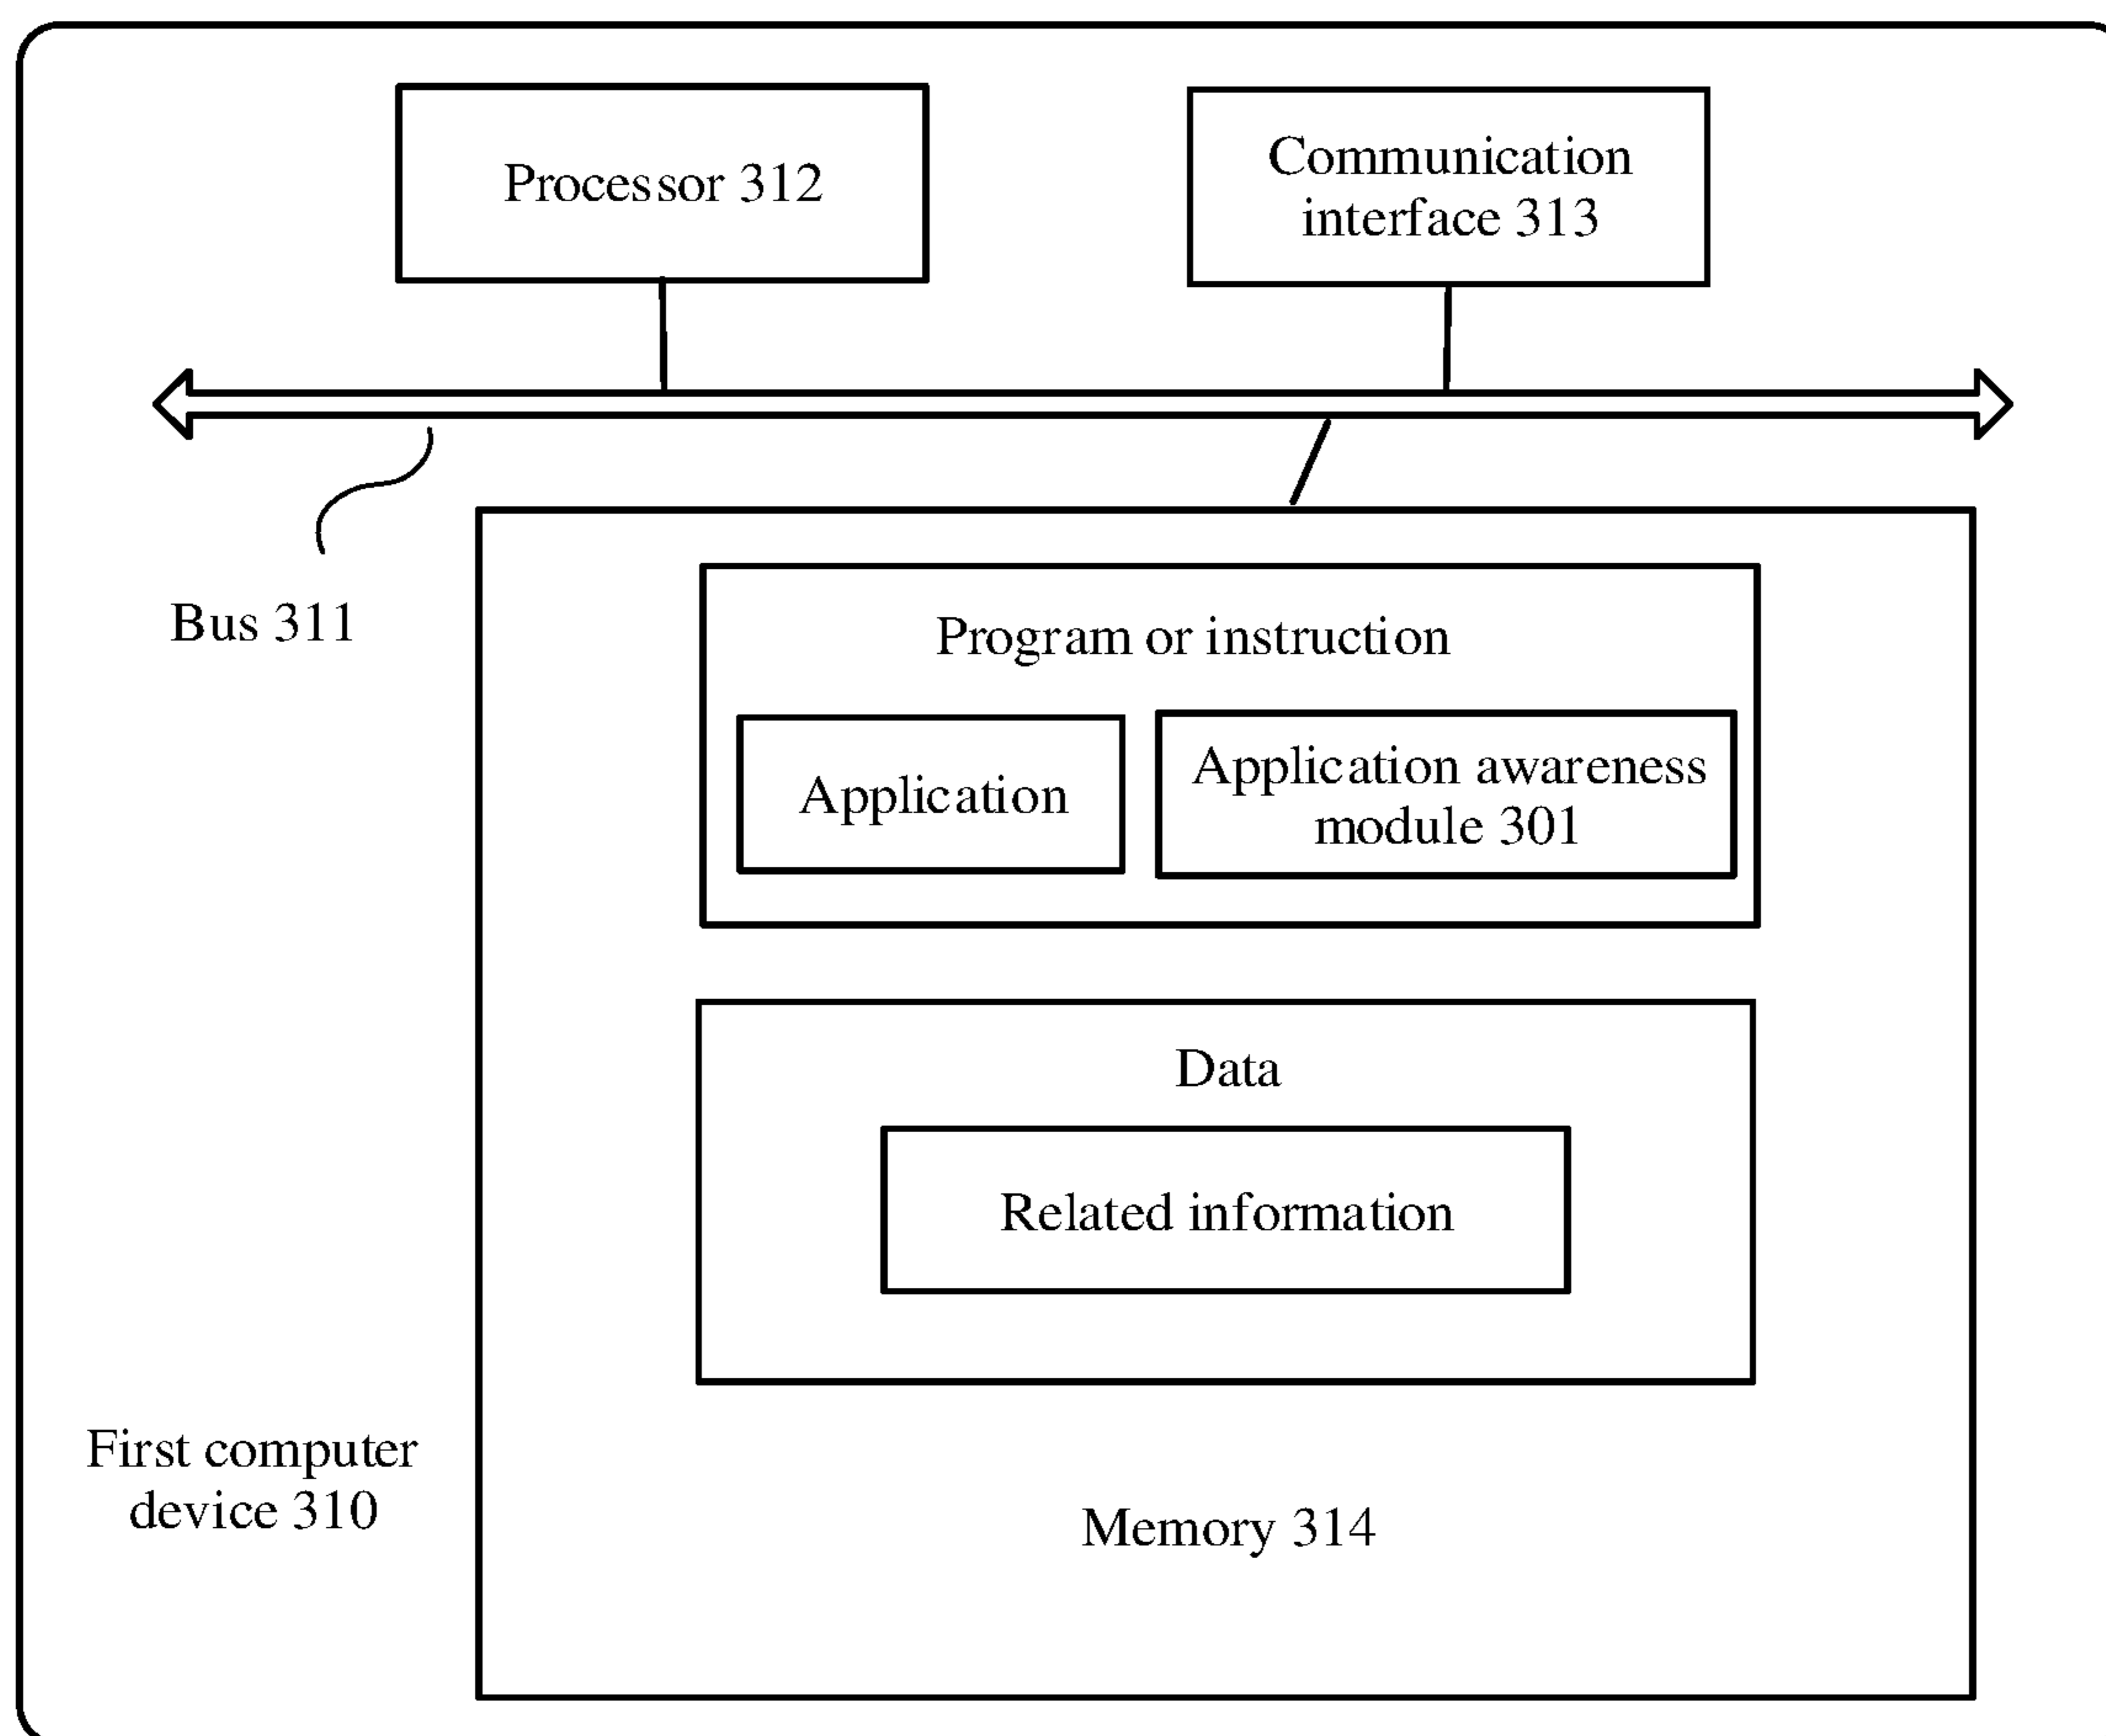 Processor 312
Communication
interface 313
Bus 311
Program or instruction
Application
Application awareness
module 301
Data
Related information
First computer
device 310
Memory 314